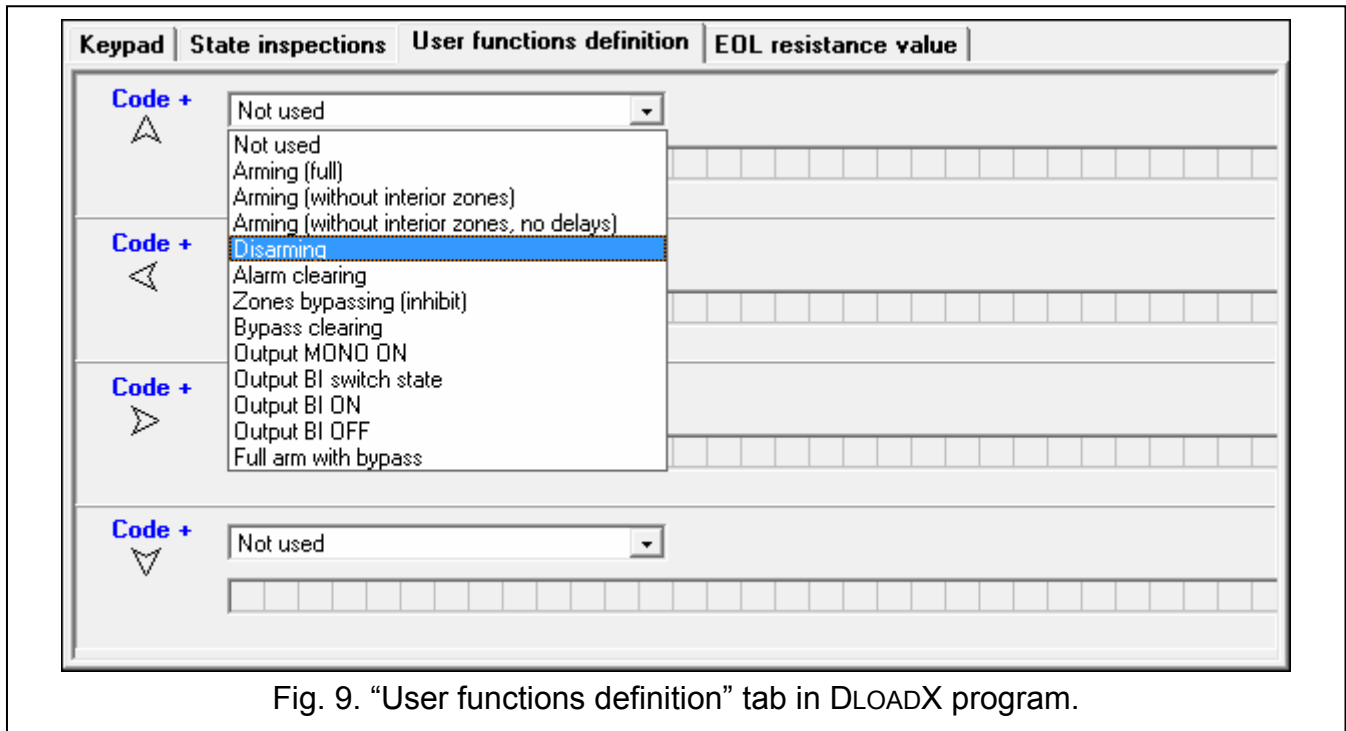 Keypad State inspections User functions definition EOL resistance value
Code +
Not used
Not used
Arming (full)
Arming (without interior zones)
Arming (without interior zones, no delays)
Code +
Disarming
Alarm clearing
Zones bypassing (inhibit)
Bypass clearing
Output MONO ON
Output BI switch state
Code +
Output BI ON
Output BI OFF
Full arm with bypass
Code +
Not used
Fig. 9. “User functions definition” tab in DLOADX program.